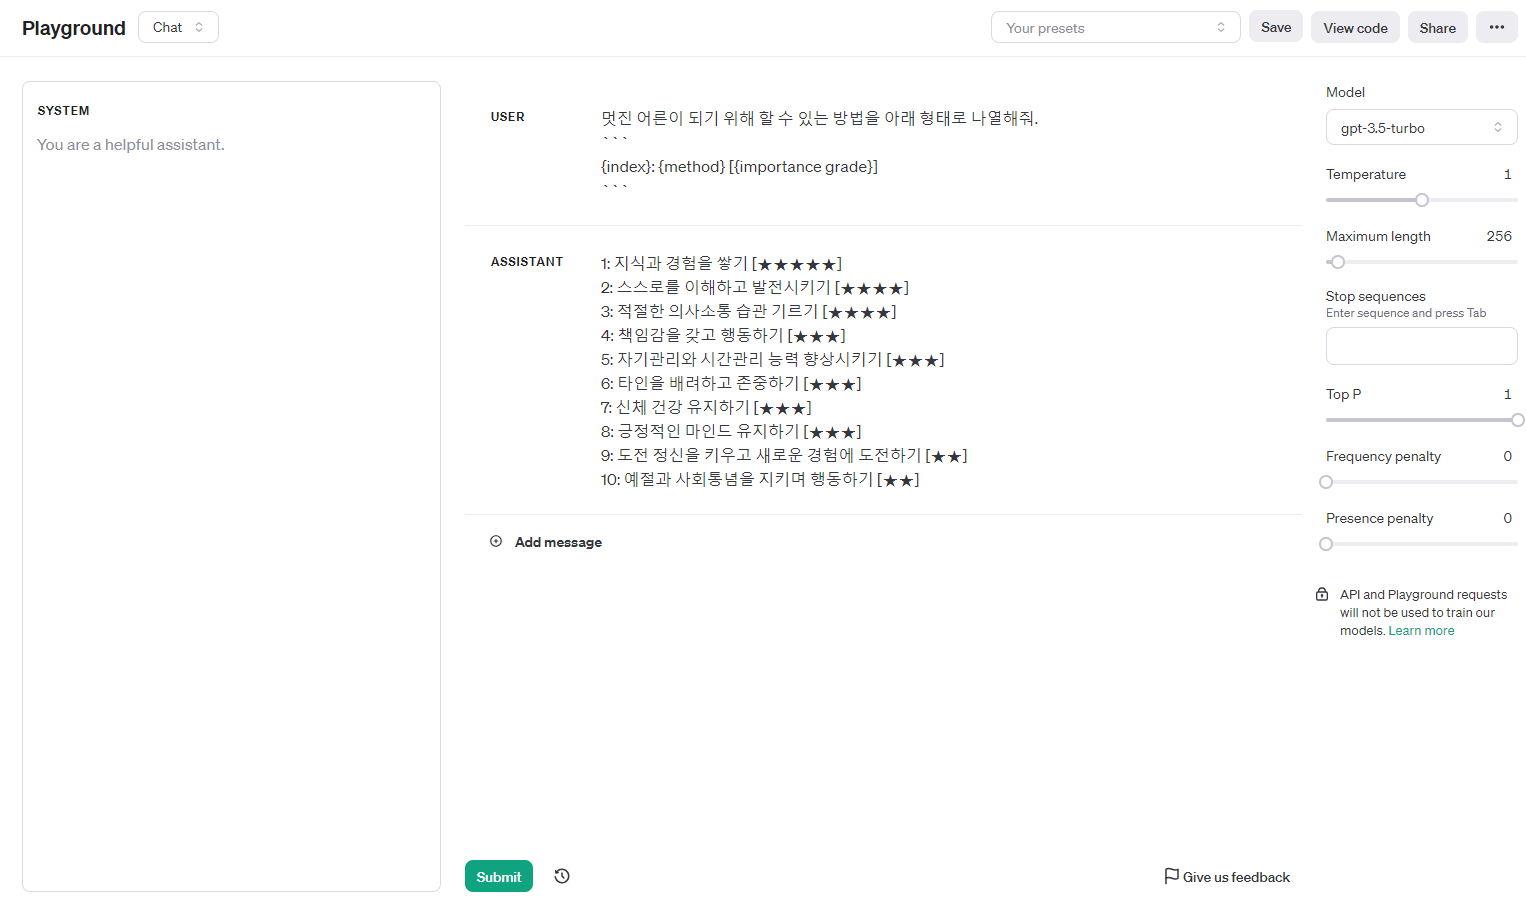 Playground
Chat
Your presets
Save
View code
Share
SYSTEM
You are a helpful assistant.
USER
멋진 어른이 되기 위해 할 수 있는 방법을 아래 형태로 나열해줘.
```
{index}: {method} [{importance grade}]
```
ASSISTANT
1: 지식과 경험을 쌓기 [★★★★★]
2: 스스로를 이해하고 발전시키기 [★★★★]
3: 적절한 의사소통 습관 기르기 [★★★★]
4: 책임감을 갖고 행동하기 [★★★]
5: 자기관리와 시간관리 능력 향상시키기 [★★★]
6: 타인을 배려하고 존중하기 [★★★]
7: 신체 건강 유지하기 [★★★]
8: 긍정적인 마인드 유지하기 [★★★]
9: 도전 정신을 키우고 새로운 경험에 도전하기 [★★]
10: 예절과 사회통념을 지키며 행동하기 [★★]
Add message
Submit
Give us feedback
Model
gpt-3.5-turbo
Temperature 1
Maximum length 256
Stop sequences
Enter sequence and press Tab
Top P 1
Frequency penalty 0
Presence penalty 0
API and Playground requests
will not be used to train our
models. Learn more